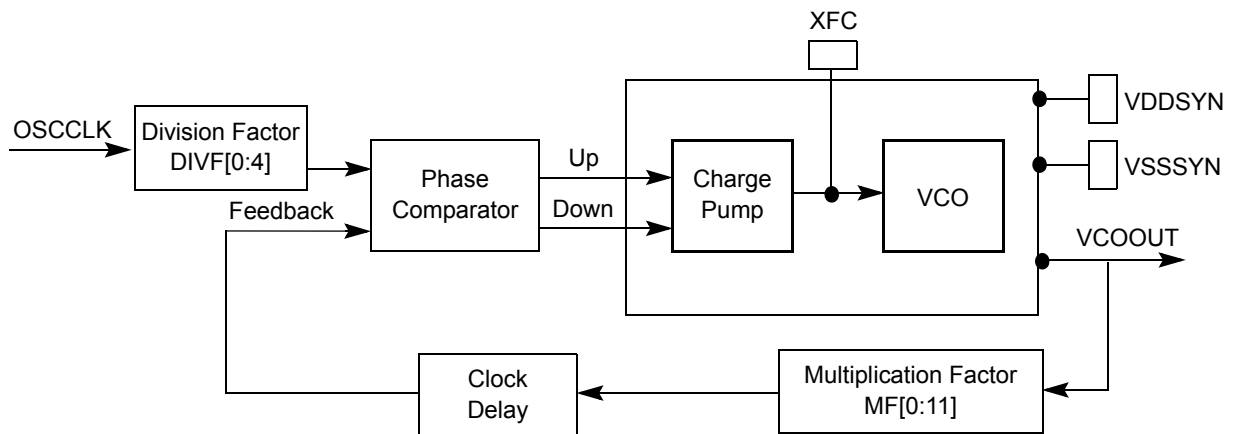 XFC
OSCCLK
Division Factor
DIVF[0:4]
VDDSYN
VSSSYN
Phase
Comparator
Up
Down
Charge
Pump
VCO
Feedback
VCOOUT
Clock
Delay
Multiplication Factor
MF[0:11]